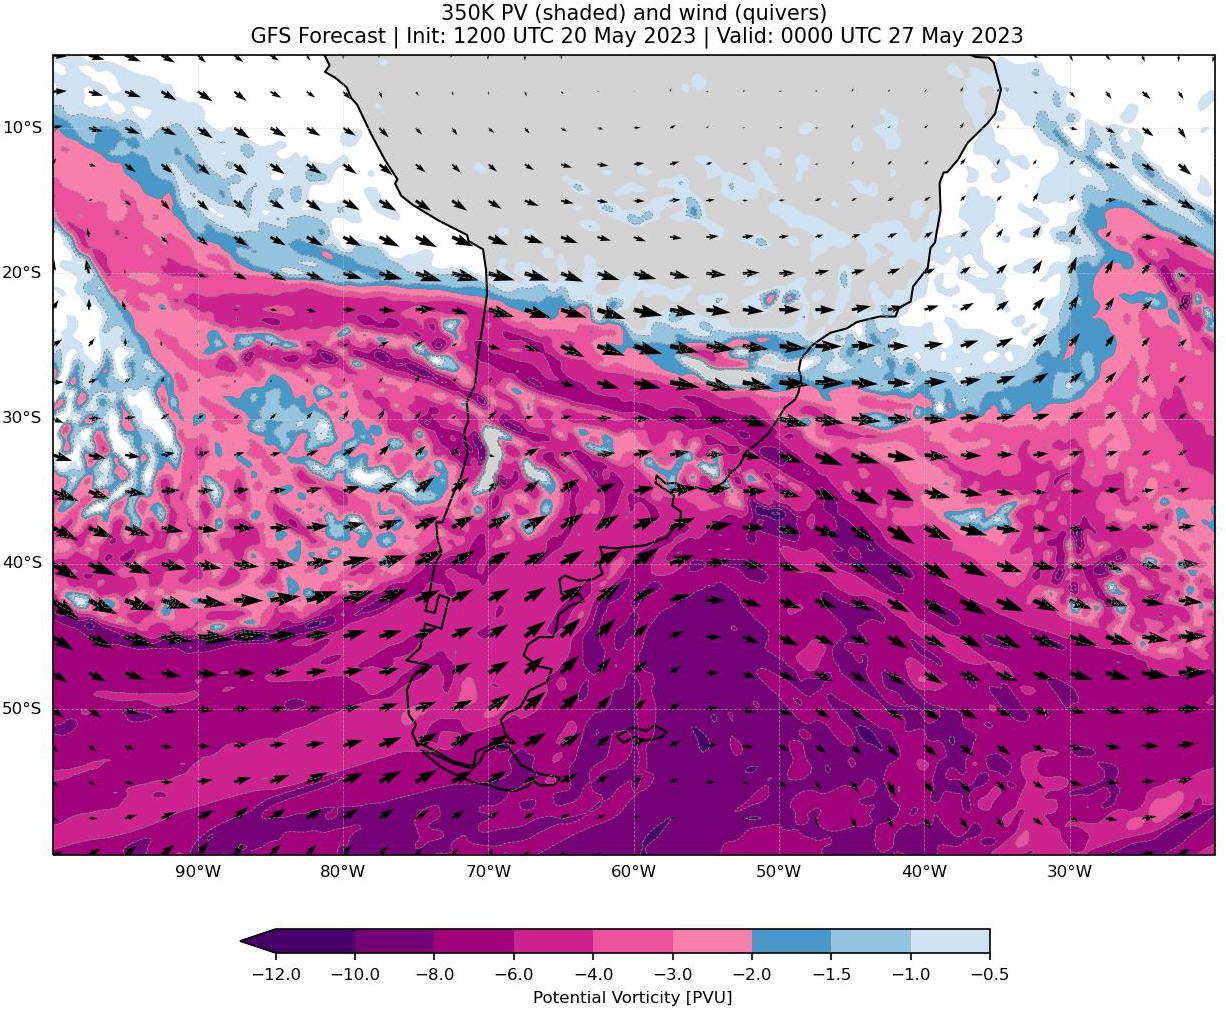 350K PV (shaded) and wind (quivers)
GFS Forecast | Init: 1200 UTC 20 May 2023 | Valid: 0000 UTC 27 May 2023
10°S
20°S
30°S
40°S
50°S
90°W 80°W 70°W 60°W 50°W 40°W 30°W
−12.0 −10.0 −8.0 −6.0 −4.0 −3.0 −2.0 −1.5 −1.0 −0.5
Potential Vorticity [PVU]